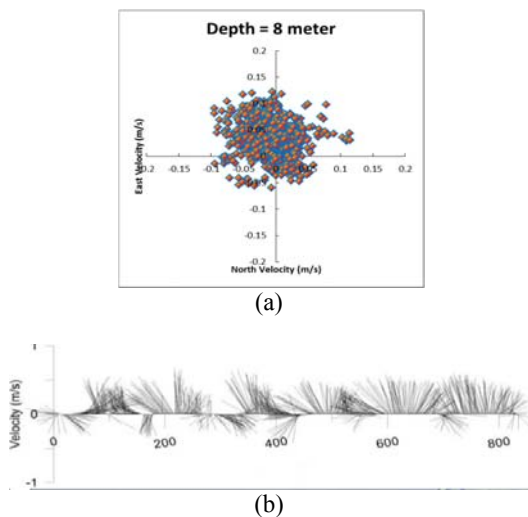 Depth = 8 meter
0.2
0.15
0.1
0.05
0
-0.2 -0.15 -0.1 -0.05 0 0.05 0.1 0.15 0.2
-0.05
-0.1
-0.15
-0.2
East Velocity (m/s)
North Velocity (m/s)
(a)
1
0
-1
Velocity (m/s)
0 200 400 600 800
(b)